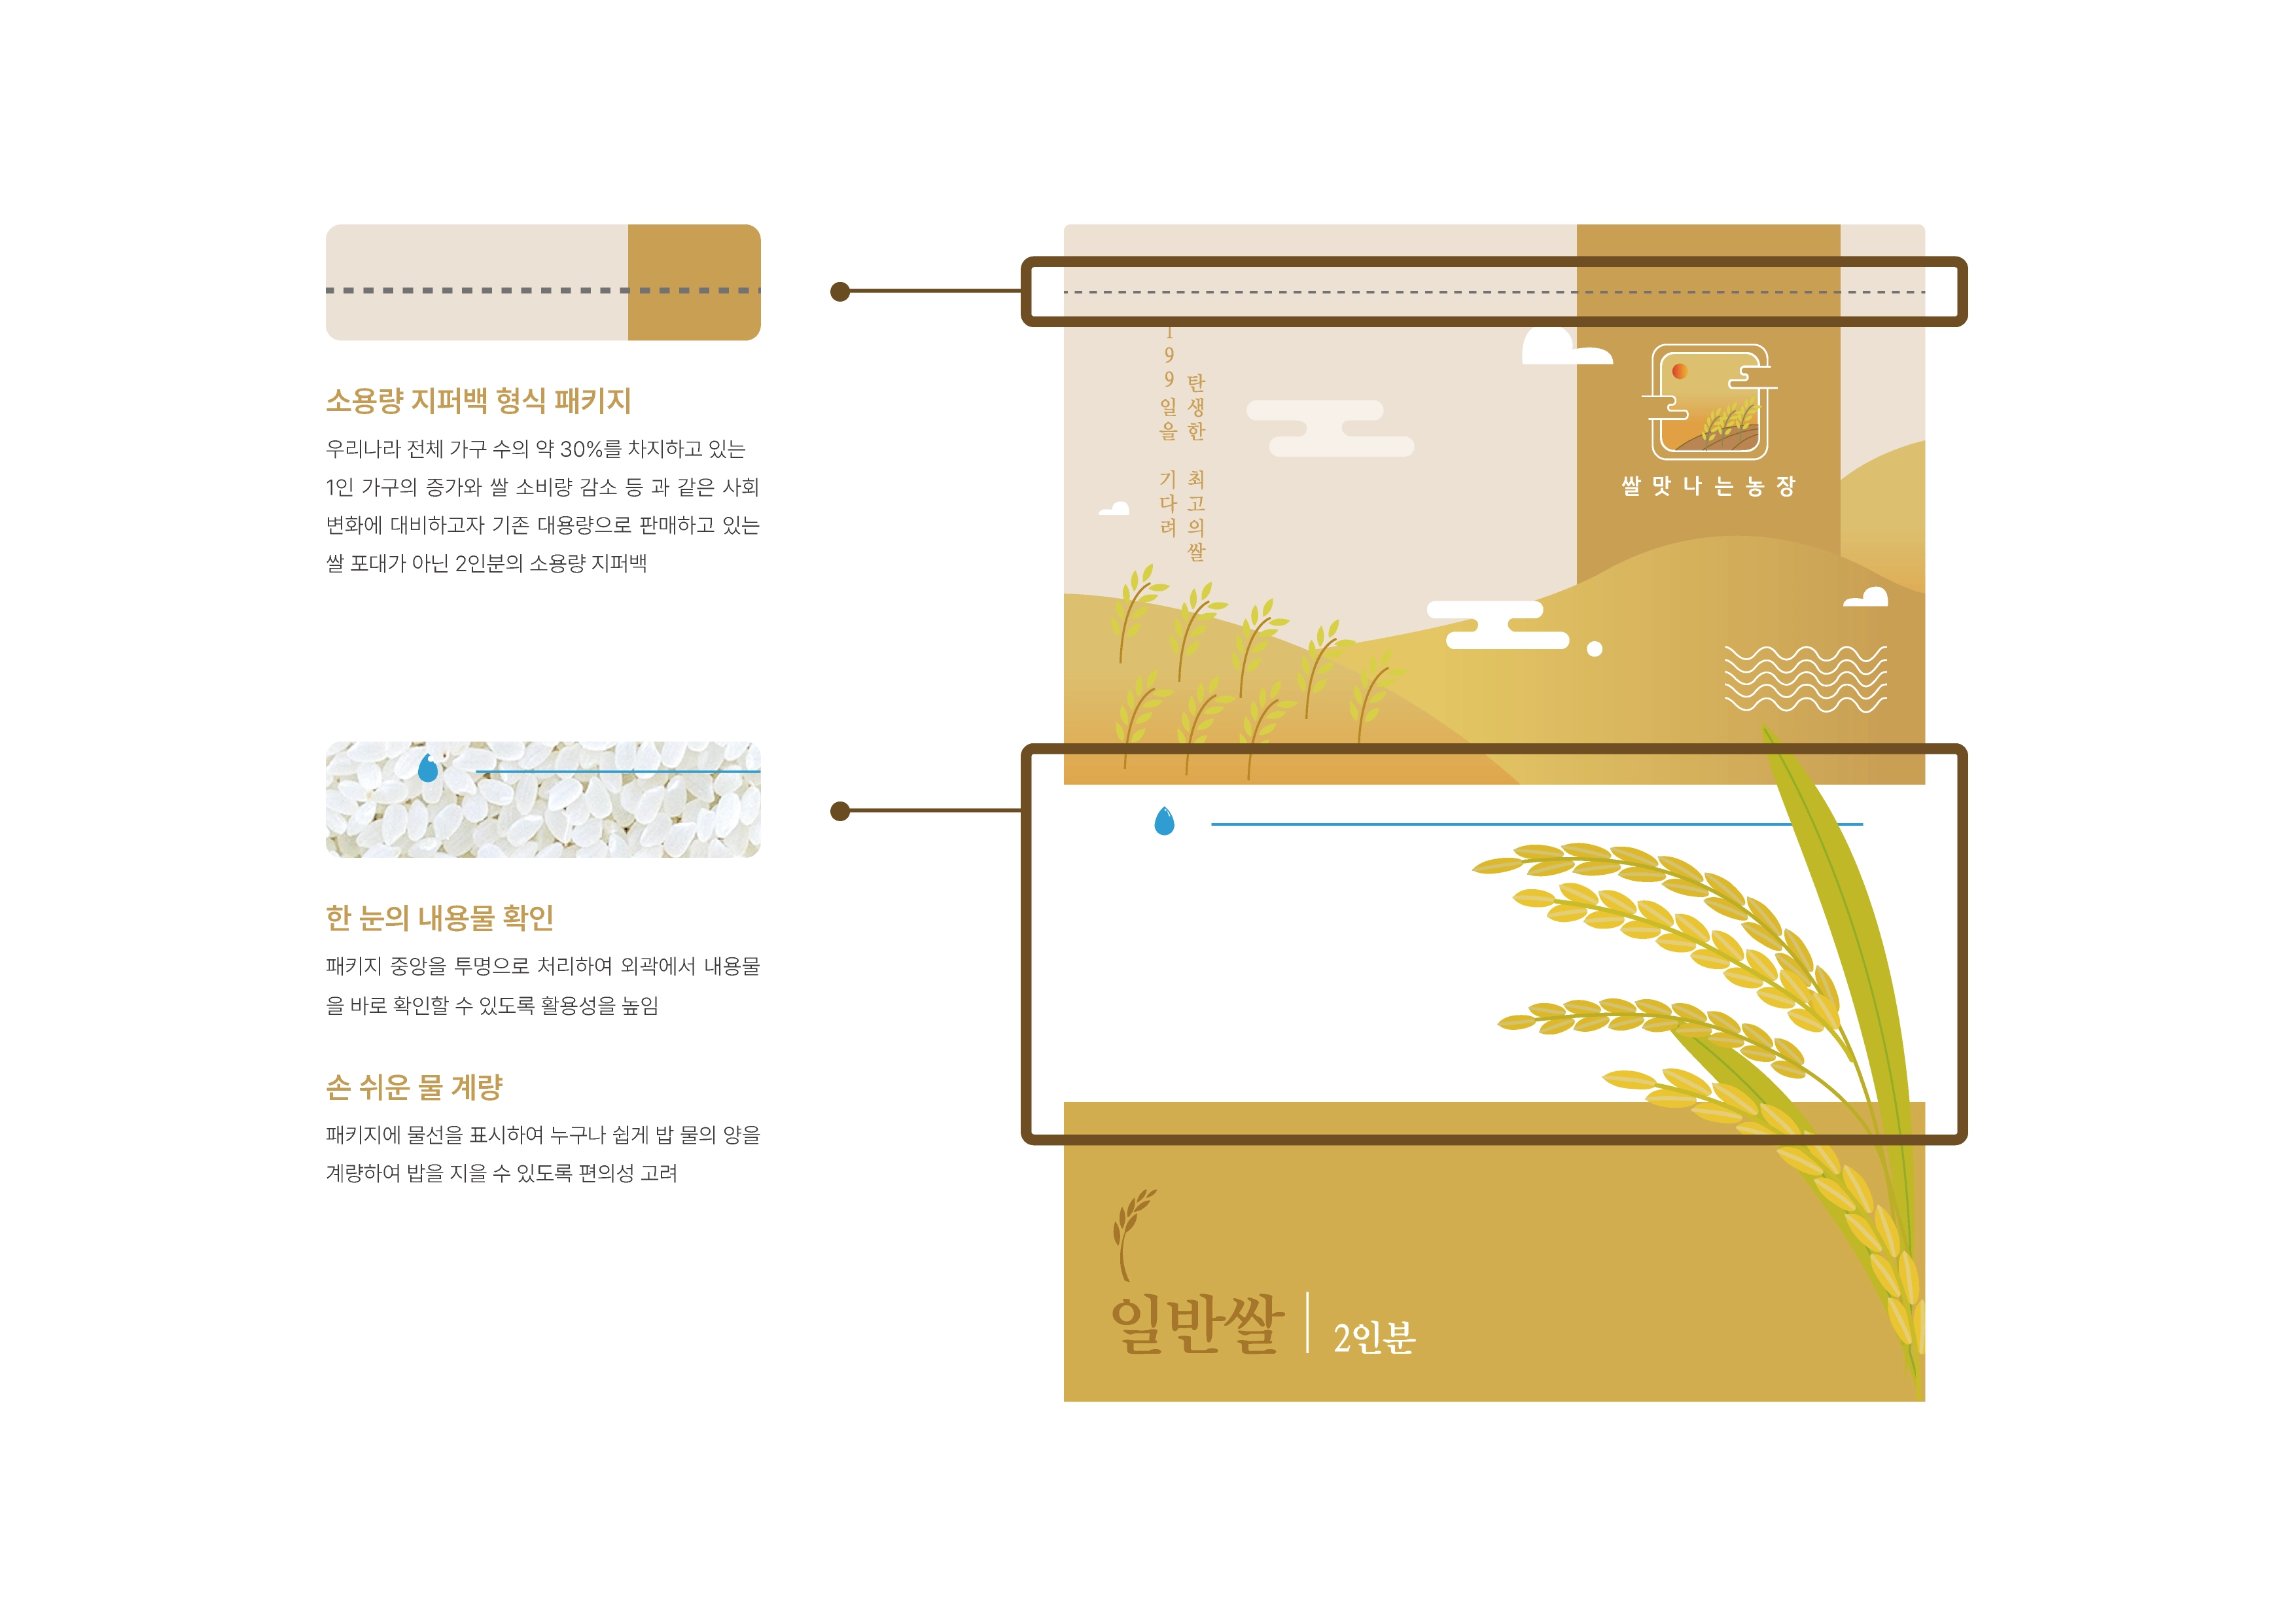 소용량 지퍼백 형식 패키지
우리나라 전체 가구 수의 약 30%를 차지하고 있는
1인 가구의 증가와 쌀 소비량 감소 등 과 같은 사회
변화에 대비하고자 기존 대용량으로 판매하고 있는
쌀 포대가 아닌 2인분의 소용량 지퍼백
한 눈의 내용물 확인
패키지 중앙을 투명으로 처리하여 외곽에서 내용물
을 바로 확인할 수 있도록 활용성을 높임
손 쉬운 물 계량
패키지에 물선을 표시하여 누구나 쉽게 밥 물의 양을
계량하여 밥을 지을 수 있도록 편의성 고려
199일을 기다려
탄생한 최고의쌀
쌀맛나는농장
일반쌀
2인분